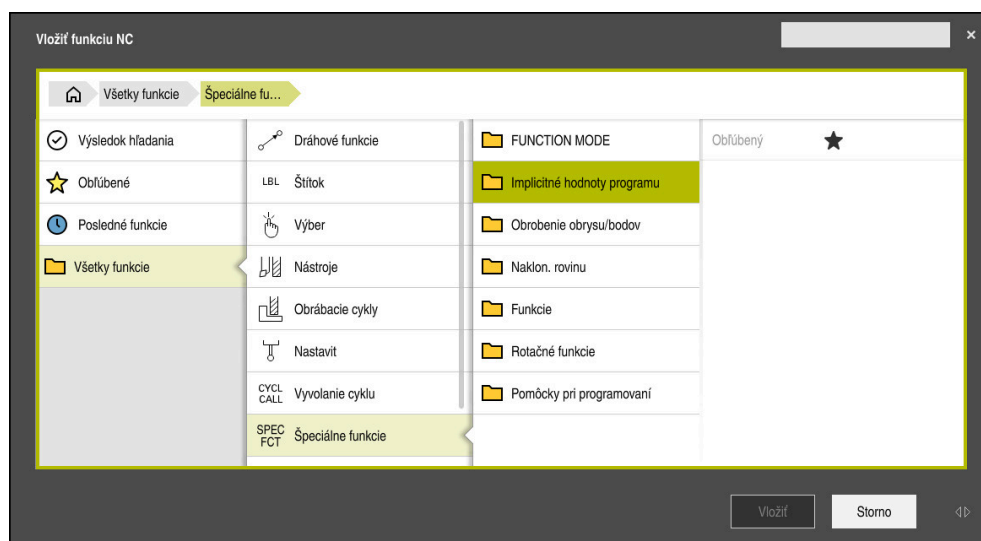 Vložiť funkciu NC
×
Všetky funkcie
Špeciálne fu...
Výsledok hľadania
Obľúbené
Posledné funkcie
Všetky funkcie
Dráhové funkcie
LBL Štítok
Výber
Nástroje
Obrábacie cykly
Nastaviť
CYCL CALL Vyvolanie cyklu
SPEC FCT Špeciálne funkcie
FUNCTION MODE
Implicitné hodnoty programu
Obrobenie obrysu/bodov
Naklon. rovinu
Funkcie
Rotačné funkcie
Pomôcky pri programovaní
Obľúbený
Vložiť
Storno